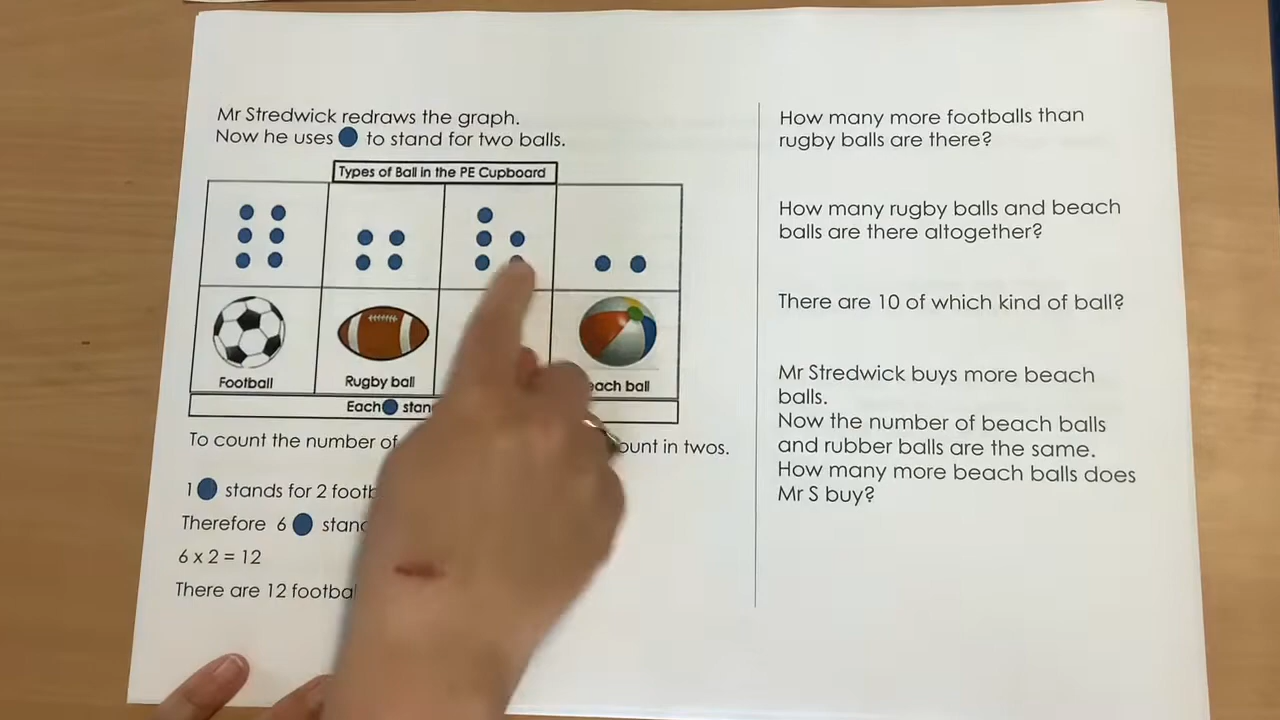 Mr Stredwick redraws the graph.
Now he uses to stand for two balls.
Types of Ball in the PE Cupboard
Football
Rugby ball
each ball
Each stan
To count the number of ount in twos.
1 stands for 2 footb
Therefore 6 stand
6 x 2 = 12
There are 12 footbal
How many more footballs than
rugby balls are there?
How many rugby balls and beach
balls are there altogether?
There are 10 of which kind of ball?
Mr Stredwick buys more beach
balls.
Now the number of beach balls
and rubber balls are the same.
How many more beach balls does
Mr S buy?